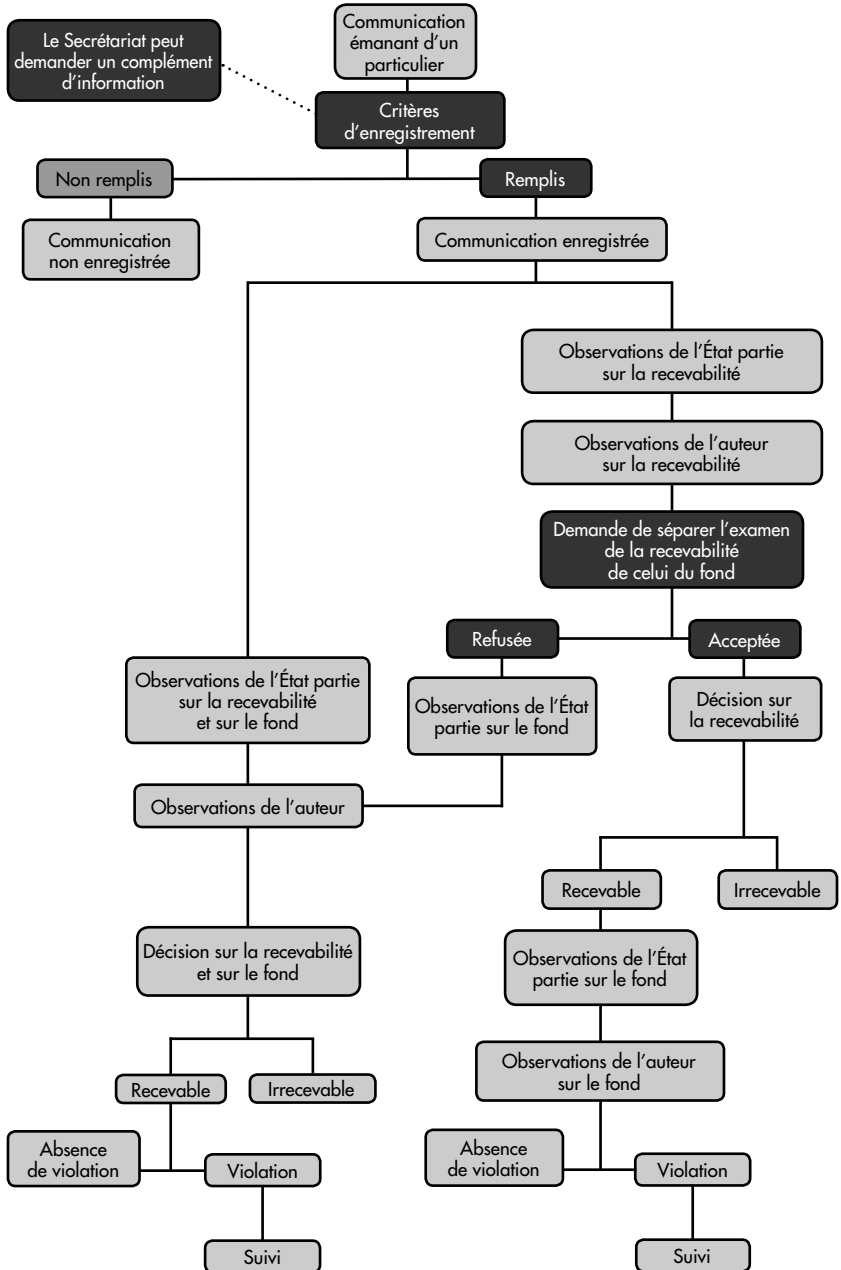 Le Secrétariat peut
demander un complément
d'information
Communication
émanant d'un
particulier
Critères
d'enregistrement
Non remplis
Remplis
Communication
non enregistrée
Communication enregistrée
Observations de l'État partie
sur la recevabilité
Observations de l'auteur
sur la recevabilité
Demande de séparer l'examen
de la recevabilité
de celui du fond
Refusée
Acceptée
Observations de l'État partie
sur la recevabilité
et sur le fond
Observations de l'État
partie sur le fond
Décision sur
la recevabilité
Observations de l'auteur
Recevable
Irrecevable
Décision sur la recevabilité
et sur le fond
Observations de l'État
partie sur le fond
Observations de l'auteur
sur le fond
Recevable
Irrecevable
Absence
de violation
Violation
Absence
de violation
Violation
Suivi
Suivi